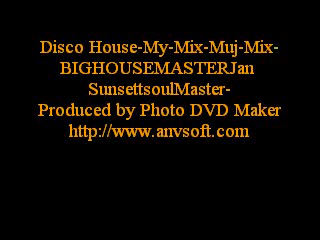 Disco House-My-Mix-Muj-Mix-
BIGHOUSEMASTERJan
SunsettsoulMaster-
Produced by Photo DVD Maker
http://www.anvsoft.com